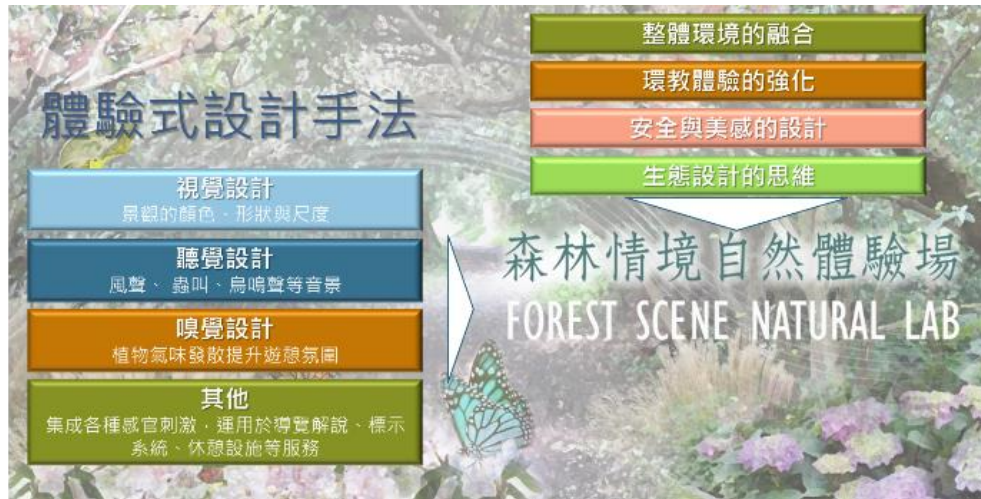 體驗式設計手法
視覺設計
景觀的顏色、形狀與尺度
聽覺設計
風聲、蟲叫、鳥鳴聲等音景
嗅覺設計
植物氣味發散提升遊憩氛圍
其他
集成各種感官刺激，運用於導覽解說、標示
系統、休憩設施等服務
整體環境的融合
環教體驗的強化
安全與美感的設計
生態設計的思維
森林情境自然體驗場
FOREST SCENE NATURAL LAB